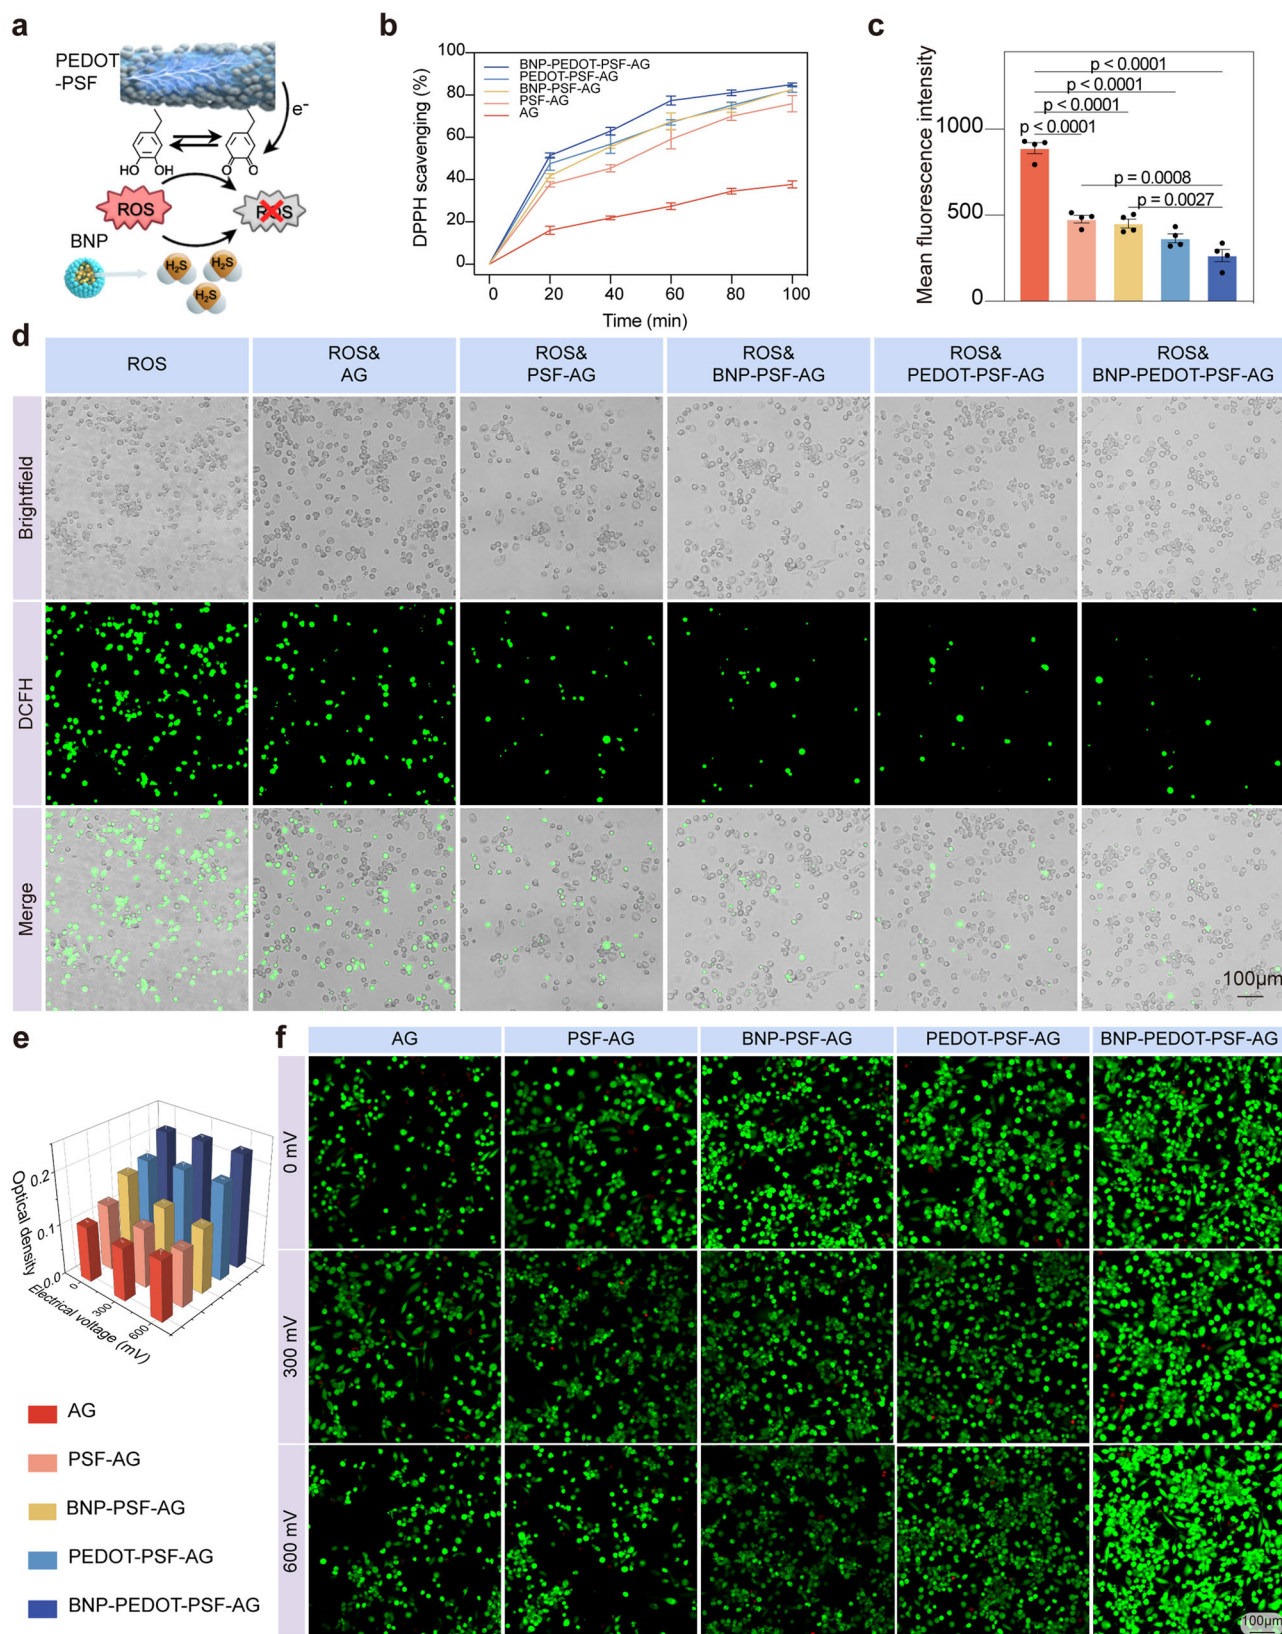 a
PEDOT
-PSF
e-
HO
OH
O
O
ROS
ROS
BNP
H2S
H2S
H2S
b
DPPH scavenging (%)
100
80
60
40
20
0
BNP-PEDOT-PSF-AG
PEDOT-PSF-AG
BNP-PSF-AG
PSF-AG
AG
0
20
40
60
80
100
Time (min)
c
Mean fluorescence intensity
1000
500
0
p < 0.0001
p < 0.0001
p < 0.0001
p < 0.0001
p = 0.0008
p = 0.0027
d
ROS
ROS&
AG
ROS&
PSF-AG
ROS&
BNP-PSF-AG
ROS&
PEDOT-PSF-AG
ROS&
BNP-PEDOT-PSF-AG
Brightfield
DCFH
Merge
100μm
e
Optical density
0.2
0.1
0.0
0
300
600
Electrical voltage (mV)
AG
PSF-AG
BNP-PSF-AG
PEDOT-PSF-AG
BNP-PEDOT-PSF-AG
f
AG
PSF-AG
BNP-PSF-AG
PEDOT-PSF-AG
BNP-PEDOT-PSF-AG
0 mV
300 mV
600 mV
100μm